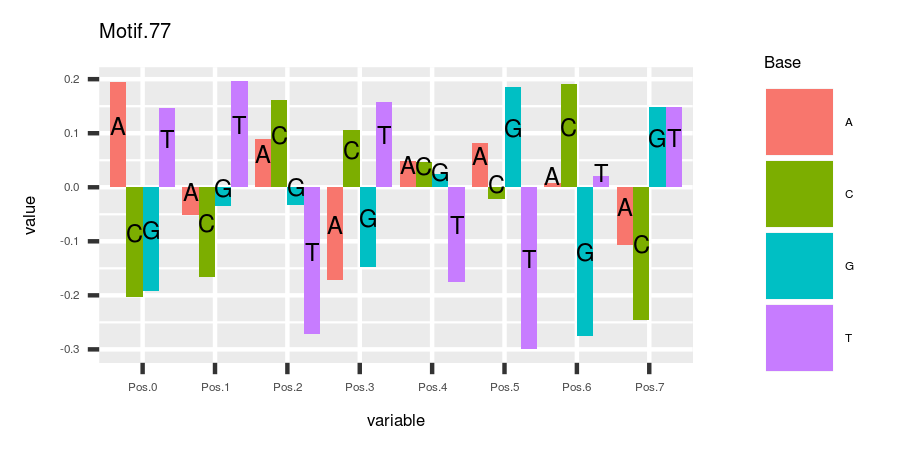 Motif.77
Base
value
0.2
0.1
0.0
-0.1
-0.2
-0.3
A C G T
A C G T
A C G T
A C G T
A C G T
A C G T
A C G T
A C G T
Pos.0 Pos.1 Pos.2 Pos.3 Pos.4 Pos.5 Pos.6 Pos.7
variable
A
C
G
T